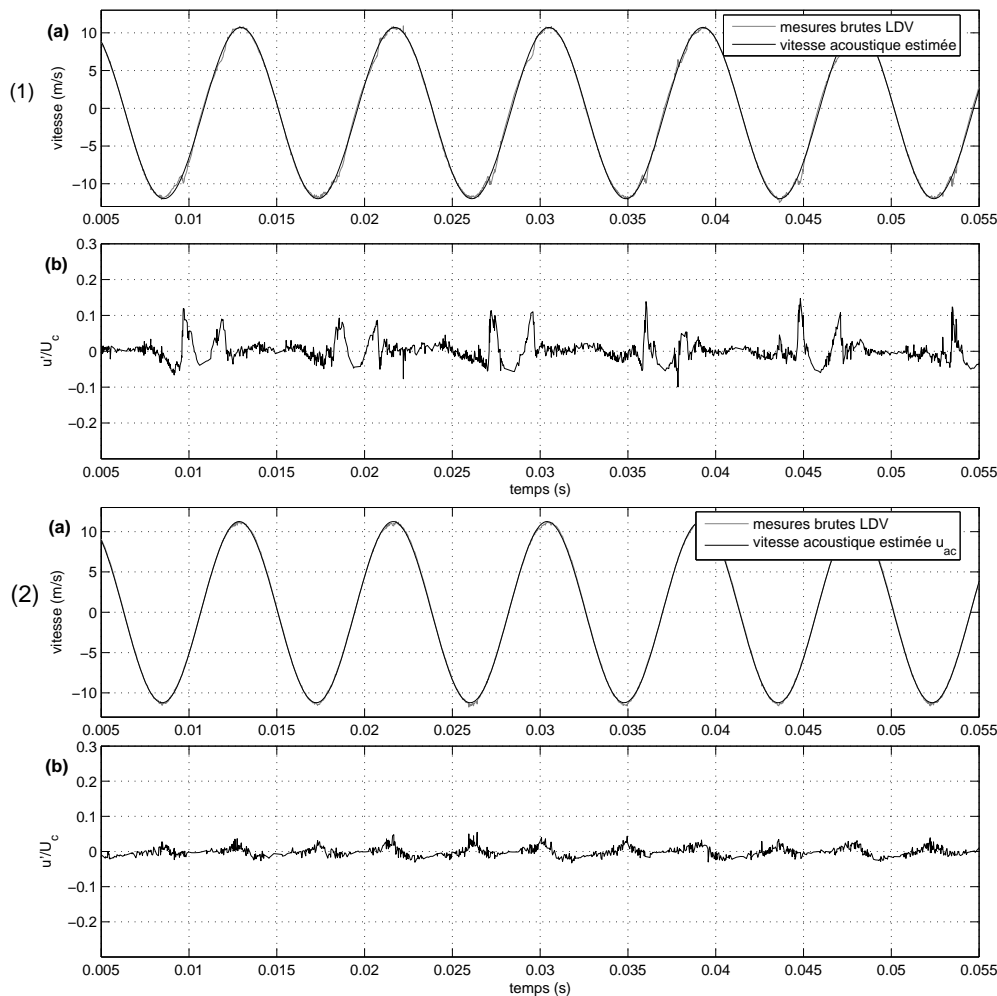 (1)
(a)
mesures brutes LDV
vitesse acoustique estimée
vitesse (m/s)
10
5
0
−5
−10
0.005 0.01 0.015 0.02 0.025 0.03 0.035 0.04 0.045 0.05 0.055
(b)
u'/U_c
0.3
0.2
0.1
0
−0.1
−0.2
0.005 0.01 0.015 0.02 0.025 0.03 0.035 0.04 0.045 0.05 0.055
temps (s)
(2)
(a)
mesures brutes LDV
vitesse acoustique estimée u_ac
vitesse (m/s)
10
5
0
−5
−10
0.005 0.01 0.015 0.02 0.025 0.03 0.035 0.04 0.045 0.05 0.055
(b)
u'/U_c
0.3
0.2
0.1
0
−0.1
−0.2
0.005 0.01 0.015 0.02 0.025 0.03 0.035 0.04 0.045 0.05 0.055
temps (s)